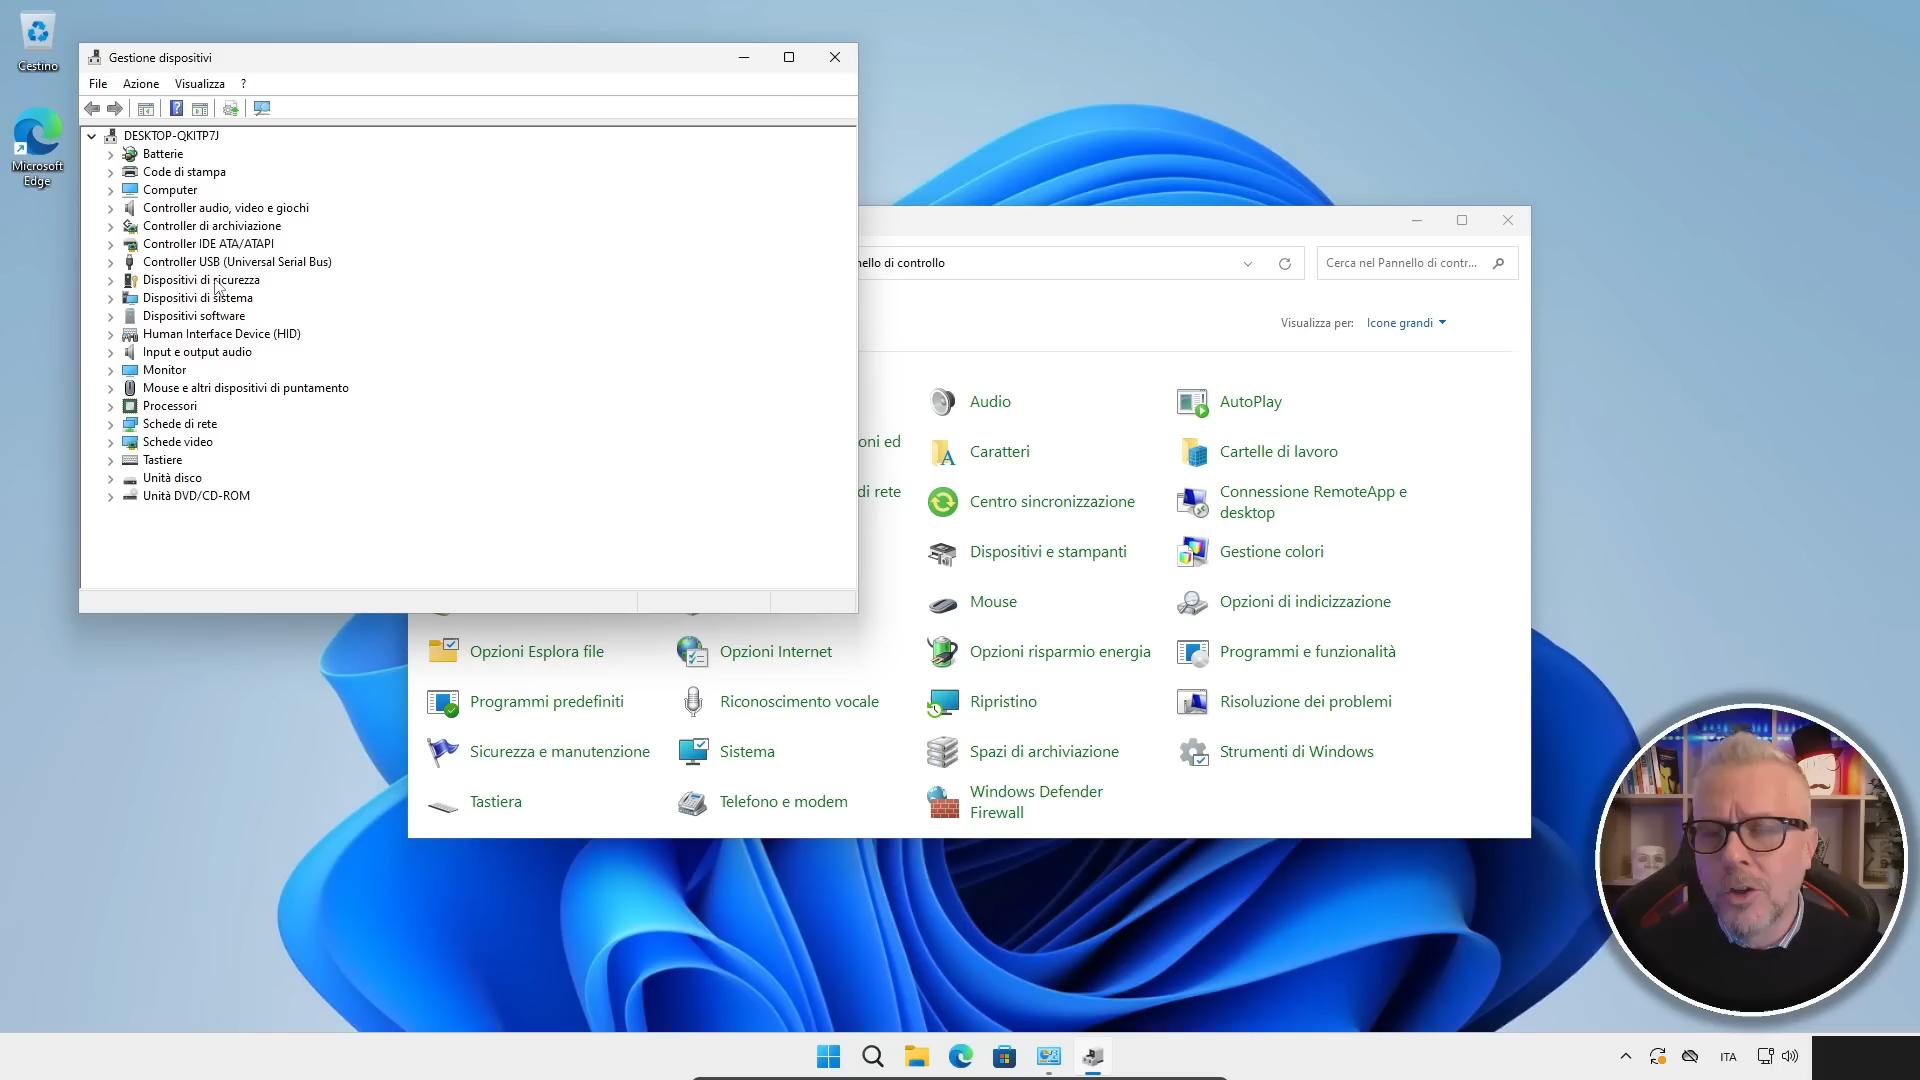 Cestino
Microsoft
Edge
Gestione dispositivi
File Azione Visualizza ?
DESKTOP-QKITP7J
Batterie
Code di stampa
Computer
Controller audio, video e giochi
Controller di archiviazione
Controller IDE ATA/ATAPI
Controller USB (Universal Serial Bus)
Dispositivi di sicurezza
Dispositivi di sistema
Dispositivi software
Human Interface Device (HID)
Input e output audio
Monitor
Mouse e altri dispositivi di puntamento
Processori
Schede di rete
Schede video
Tastiere
Unità disco
Unità DVD/CD-ROM
nello di controllo
Cerca nel Pannello di contr...
Visualizza per: Icone grandi
Audio
AutoPlay
oni ed
Caratteri
Cartelle di lavoro
di rete
Centro sincronizzazione
Connessione RemoteApp e
desktop
Dispositivi e stampanti
Gestione colori
Mouse
Opzioni di indicizzazione
Opzioni Esplora file
Opzioni Internet
Opzioni risparmio energia
Programmi e funzionalità
Programmi predefiniti
Riconoscimento vocale
Ripristino
Risoluzione dei problemi
Sicurezza e manutenzione
Sistema
Spazi di archiviazione
Strumenti di Windows
Tastiera
Telefono e modem
Windows Defender
Firewall
ITA